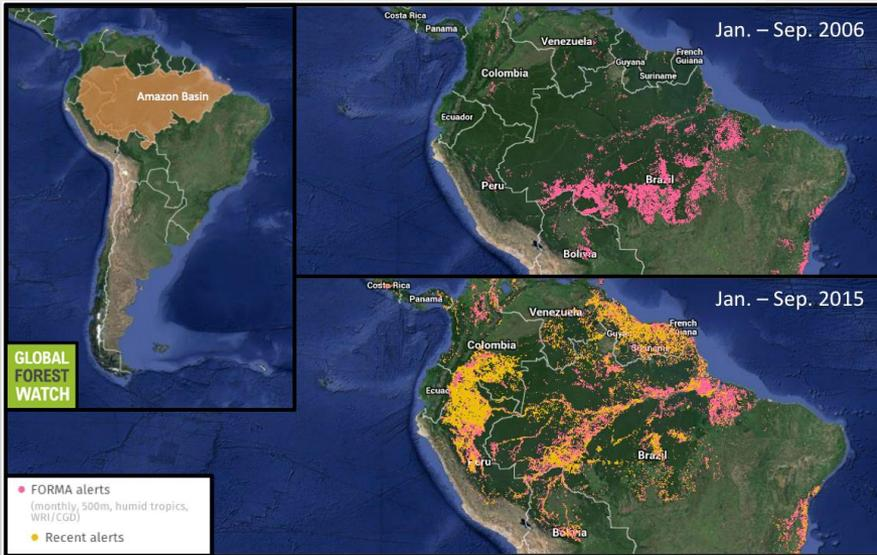 Amazon Basin
GLOBAL
FOREST
WATCH
FORMA alerts
(monthly, 500m, humid tropics,
WRI/CGD)
Recent alerts
Jan. – Sep. 2006
Costa Rica
Panama
Venezuela
Guyana
French
Guiana
Suriname
Colombia
Ecuador
Peru
Brazil
Bolivia
Jan. – Sep. 2015
Costa Rica
Panama
Venezuela
French
Guiana
Suriname
Colombia
Peru
Brazil
Bolivia